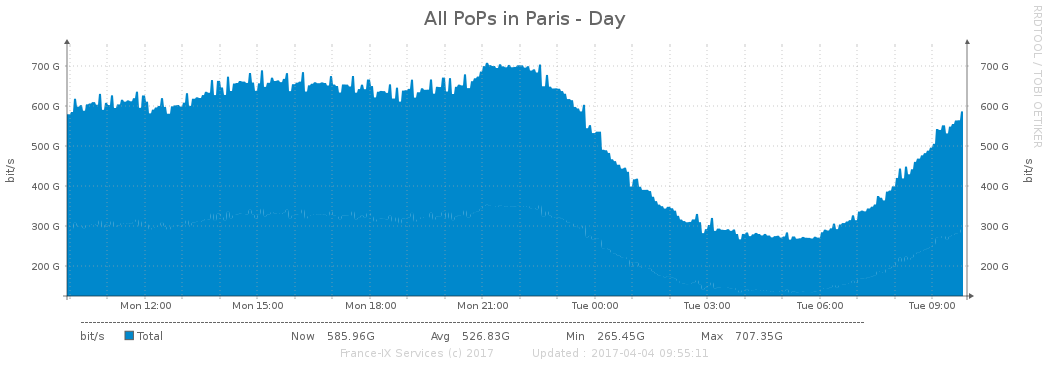 All PoPs in Paris - Day
RRDTOOL / TOBI OETIKER
bit/s
bit/s
700 G 700 G
600 G 600 G
500 G 500 G
400 G 400 G
300 G 300 G
200 G 200 G
Mon 12:00 Mon 15:00 Mon 18:00 Mon 21:00 Tue 00:00 Tue 03:00 Tue 06:00 Tue 09:00
bit/s Total Now 585.96G Avg 526.83G Min 265.45G Max 707.35G
France-IX Services (c) 2017 Updated : 2017-04-04 09:55:11